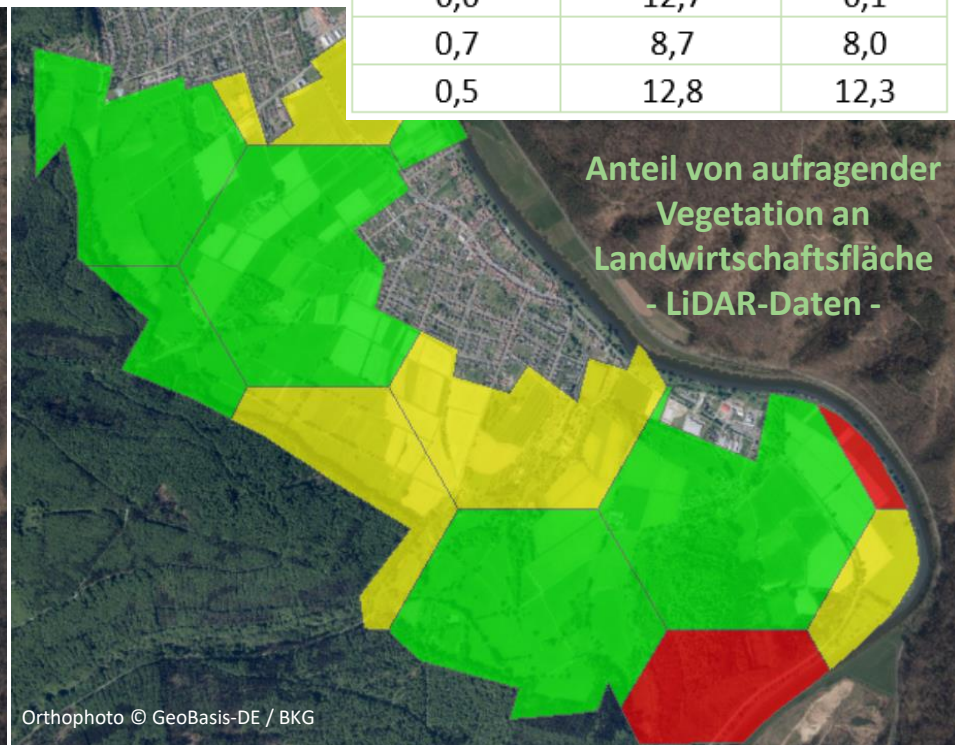 0,7 8,7 8,0
0,5 12,8 12,3
Anteil von aufragender
Vegetation an
Landwirtschaftsfläche
- LiDAR-Daten -
Orthophoto © GeoBasis-DE / BKG